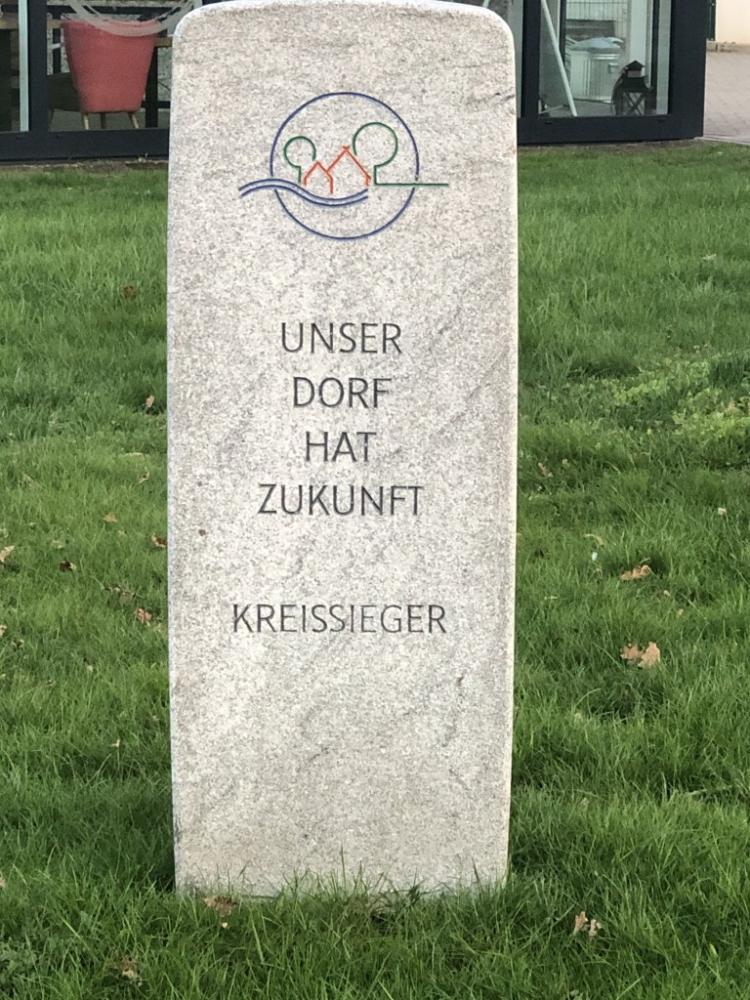 UNSER
DORF
HAT
ZUKUNFT
KREISSIEGER